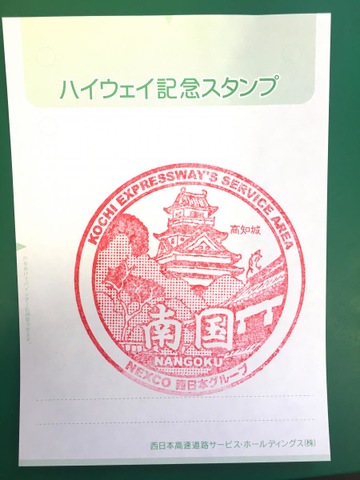 ハイウェイ記念スタンプ
KOCHI EXPRESSWAY'S SERVICE AREA
高知城
南国
NANGOKU
NEXCO 西日本グループ
西日本高速道路サービス・ホールディングス(株)